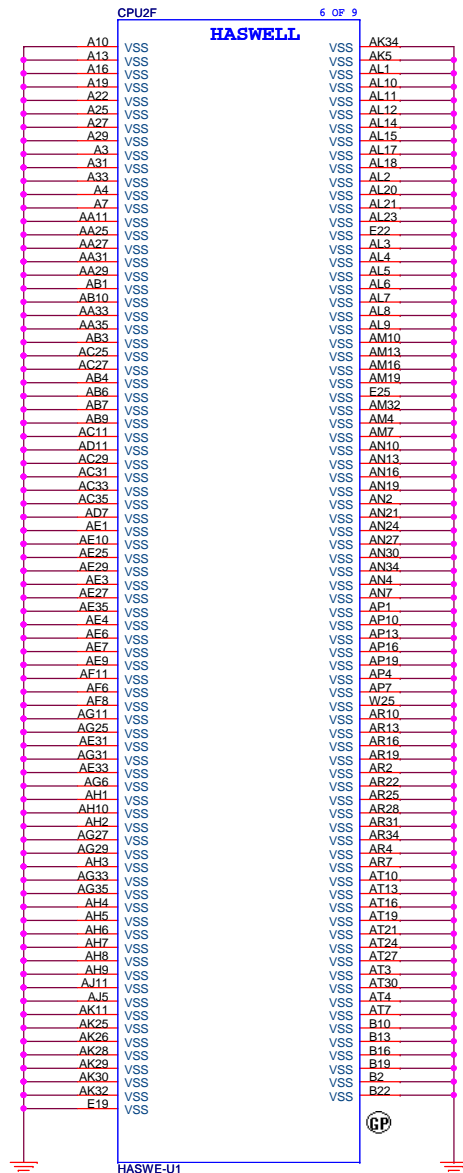 CPU2F 6 OF 9
HASWELL
A10 VSS VSS AK34
A13 VSS VSS AK5
A16 VSS VSS AL1
A19 VSS VSS AL10
A22 VSS VSS AL11
A25 VSS VSS AL12
A27 VSS VSS AL14
A29 VSS VSS AL15
A3 VSS VSS AL17
A31 VSS VSS AL18
A33 VSS VSS AL2
A4 VSS VSS AL20
A7 VSS VSS AL21
AA11 VSS VSS AL23
AA25 VSS VSS E22
AA27 VSS VSS AL3
AA31 VSS VSS AL4
AA29 VSS VSS AL5
AB1 VSS VSS AL6
AB10 VSS VSS AL7
AA33 VSS VSS AL8
AA35 VSS VSS AL9
AB3 VSS VSS AM10
AC25 VSS VSS AM13
AC27 VSS VSS AM16
AB4 VSS VSS AM19
AB6 VSS VSS E25
AB7 VSS VSS AM32
AB9 VSS VSS AM4
AC11 VSS VSS AM7
AD11 VSS VSS AN10
AC29 VSS VSS AN13
AC31 VSS VSS AN16
AC33 VSS VSS AN19
AC35 VSS VSS AN2
AD7 VSS VSS AN21
AE1 VSS VSS AN24
AE10 VSS VSS AN27
AE25 VSS VSS AN30
AE29 VSS VSS AN34
AE3 VSS VSS AN4
AE27 VSS VSS AN7
AE35 VSS VSS AP1
AE4 VSS VSS AP10
AE6 VSS VSS AP13
AE7 VSS VSS AP16
AE9 VSS VSS AP19
AF11 VSS VSS AP4
AF6 VSS VSS AP7
AF8 VSS VSS W25
AG11 VSS VSS AR10
AG25 VSS VSS AR13
AE31 VSS VSS AR16
AG31 VSS VSS AR19
AE33 VSS VSS AR2
AG6 VSS VSS AR22
AH1 VSS VSS AR25
AH10 VSS VSS AR28
AH2 VSS VSS AR31
AG27 VSS VSS AR34
AG29 VSS VSS AR4
AH3 VSS VSS AR7
AG33 VSS VSS AT10
AG35 VSS VSS AT13
AH4 VSS VSS AT16
AH5 VSS VSS AT19
AH6 VSS VSS AT21
AH7 VSS VSS AT24
AH8 VSS VSS AT27
AH9 VSS VSS AT3
AJ11 VSS VSS AT30
AJ5 VSS VSS AT4
AK11 VSS VSS AT7
AK25 VSS VSS B10
AK26 VSS VSS B13
AK28 VSS VSS B16
AK29 VSS VSS B19
AK30 VSS VSS B2
AK32 VSS VSS B22
E19 VSS
GP
HASWE-U1